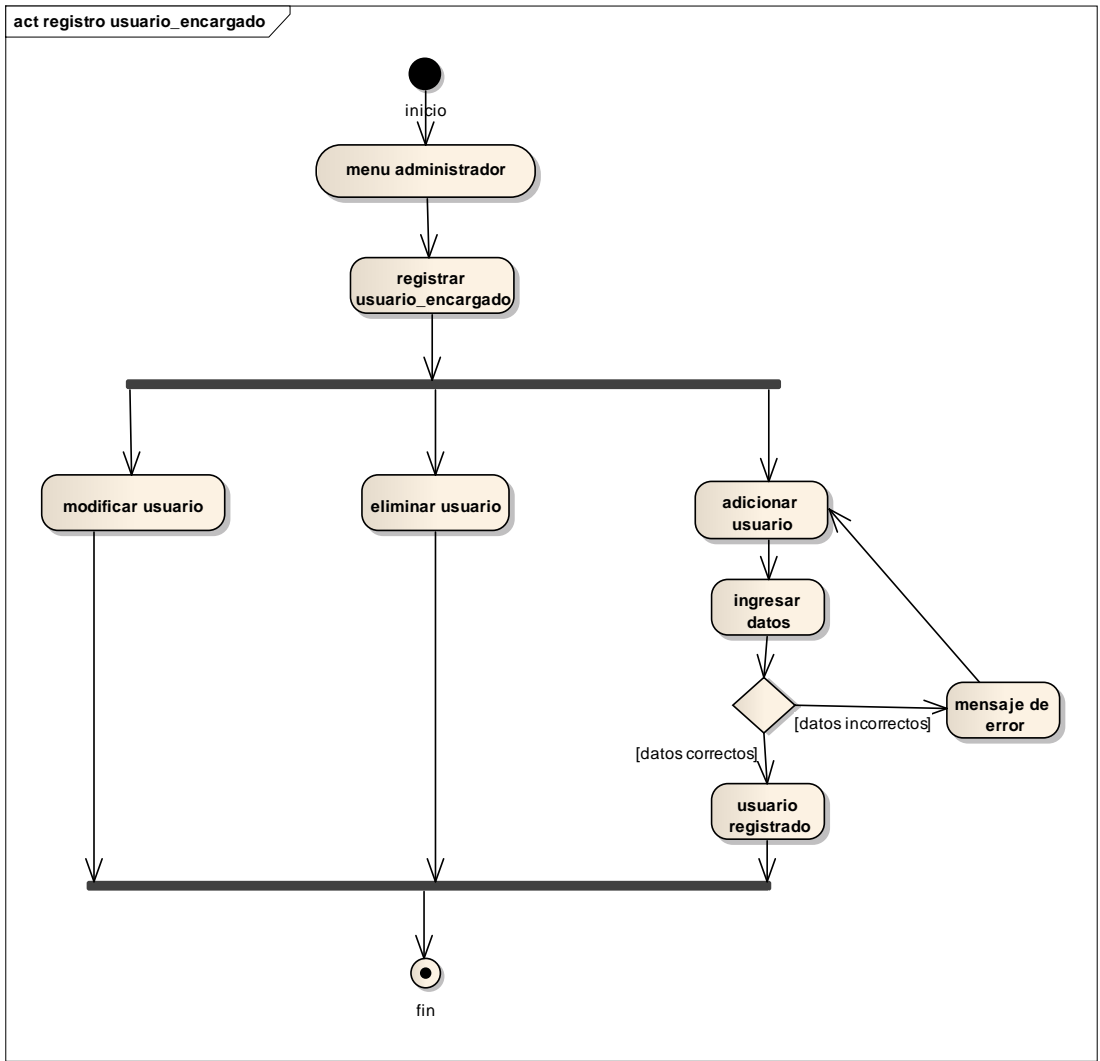 act registro usuario_encargado
inicio
menu administrador
registrar
usuario_encargado
modificar usuario
eliminar usuario
adicionar
usuario
ingresar
datos
mensaje de
error
[datos incorrectos]
[datos correctos]
usuario
registrado
fin